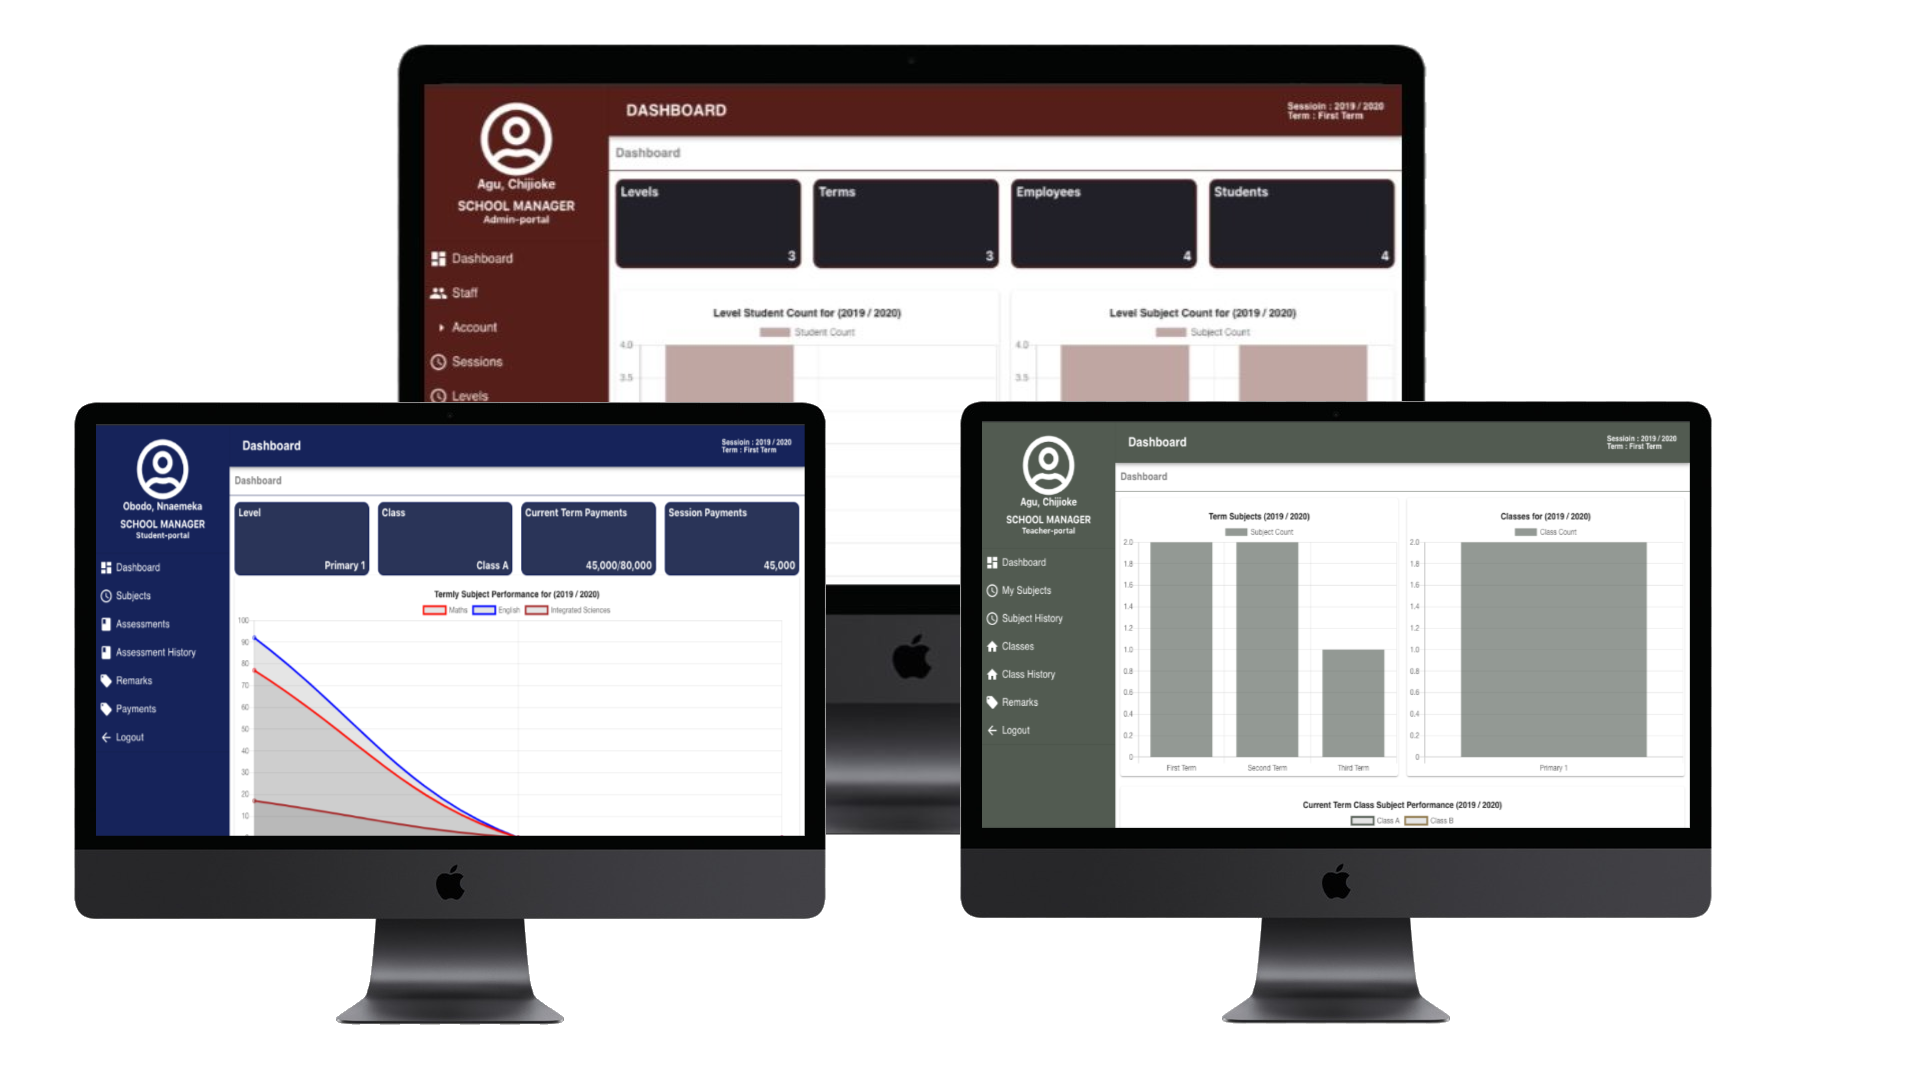 DASHBOARD
Sessioin : 2019 / 2020
Term : First Term
Agu, Chijioke
SCHOOL MANAGER
Admin-portal
Dashboard
Staff
Account
Sessions
Levels
Dashboard
Levels
3
Terms
3
Employees
4
Students
4
Level Student Count for (2019 / 2020)
Student Count
4.0
3.5
Level Subject Count for (2019 / 2020)
Subject Count
4.0
3.5
Dashboard
Sessioin : 2019 / 2020
Term : First Term
Obodo, Nnaemeka
SCHOOL MANAGER
Student-portal
Dashboard
Subjects
Assessments
Assessment History
Remarks
Payments
Logout
Dashboard
Level
Primary 1
Class
Class A
Current Term Payments
45,000/80,000
Session Payments
45,000
Termly Subject Performance for (2019 / 2020)
Maths English Integrated Sciences
100
90
80
70
60
50
40
30
20
10
Dashboard
Sessioin : 2019 / 2020
Term : First Term
Agu, Chijioke
SCHOOL MANAGER
Teacher-portal
Dashboard
My Subjects
Subject History
Classes
Class History
Remarks
Logout
Dashboard
Term Subjects (2019 / 2020)
Subject Count
2.0
1.8
1.6
1.4
1.2
1.0
0.8
0.6
0.4
0.2
0
First Term Second Term Third Term
Classes for (2019 / 2020)
Class Count
2.0
1.8
1.6
1.4
1.2
1.0
0.8
0.6
0.4
0.2
0
Primary 1
Current Term Class Subject Performance (2019 / 2020)
Class A Class B